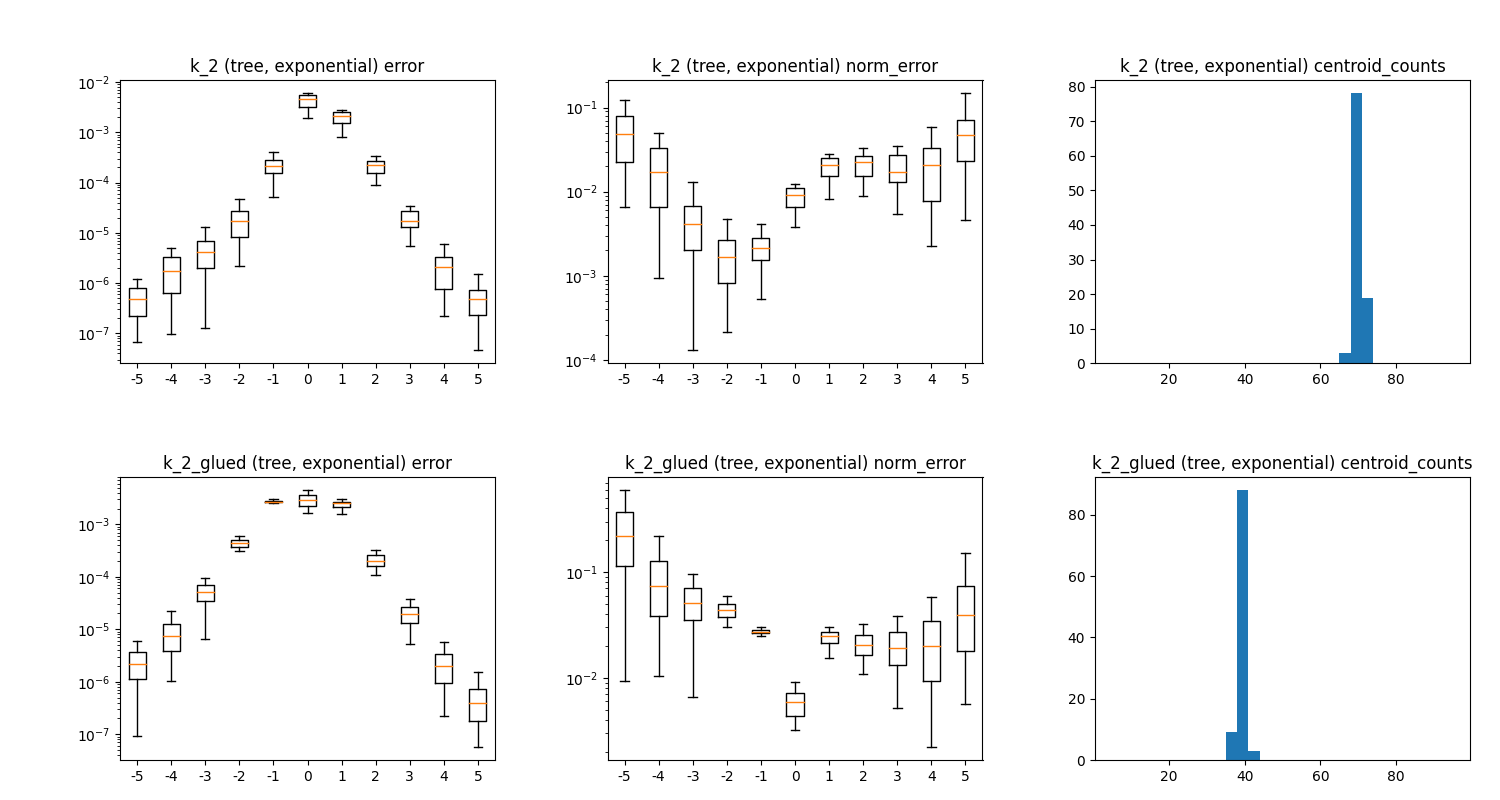 k_2 (tree, exponential) error
10⁻²
10⁻³
10⁻⁴
10⁻⁵
10⁻⁶
10⁻⁷
-5 -4 -3 -2 -1 0 1 2 3 4 5
k_2 (tree, exponential) norm_error
10⁻¹
10⁻²
10⁻³
10⁻⁴
-5 -4 -3 -2 -1 0 1 2 3 4 5
k_2 (tree, exponential) centroid_counts
80
70
60
50
40
30
20
10
0
20 40 60 80
k_2_glued (tree, exponential) error
10⁻³
10⁻⁴
10⁻⁵
10⁻⁶
10⁻⁷
-5 -4 -3 -2 -1 0 1 2 3 4 5
k_2_glued (tree, exponential) norm_error
10⁻¹
10⁻²
-5 -4 -3 -2 -1 0 1 2 3 4 5
k_2_glued (tree, exponential) centroid_counts
80
60
40
20
0
20 40 60 80